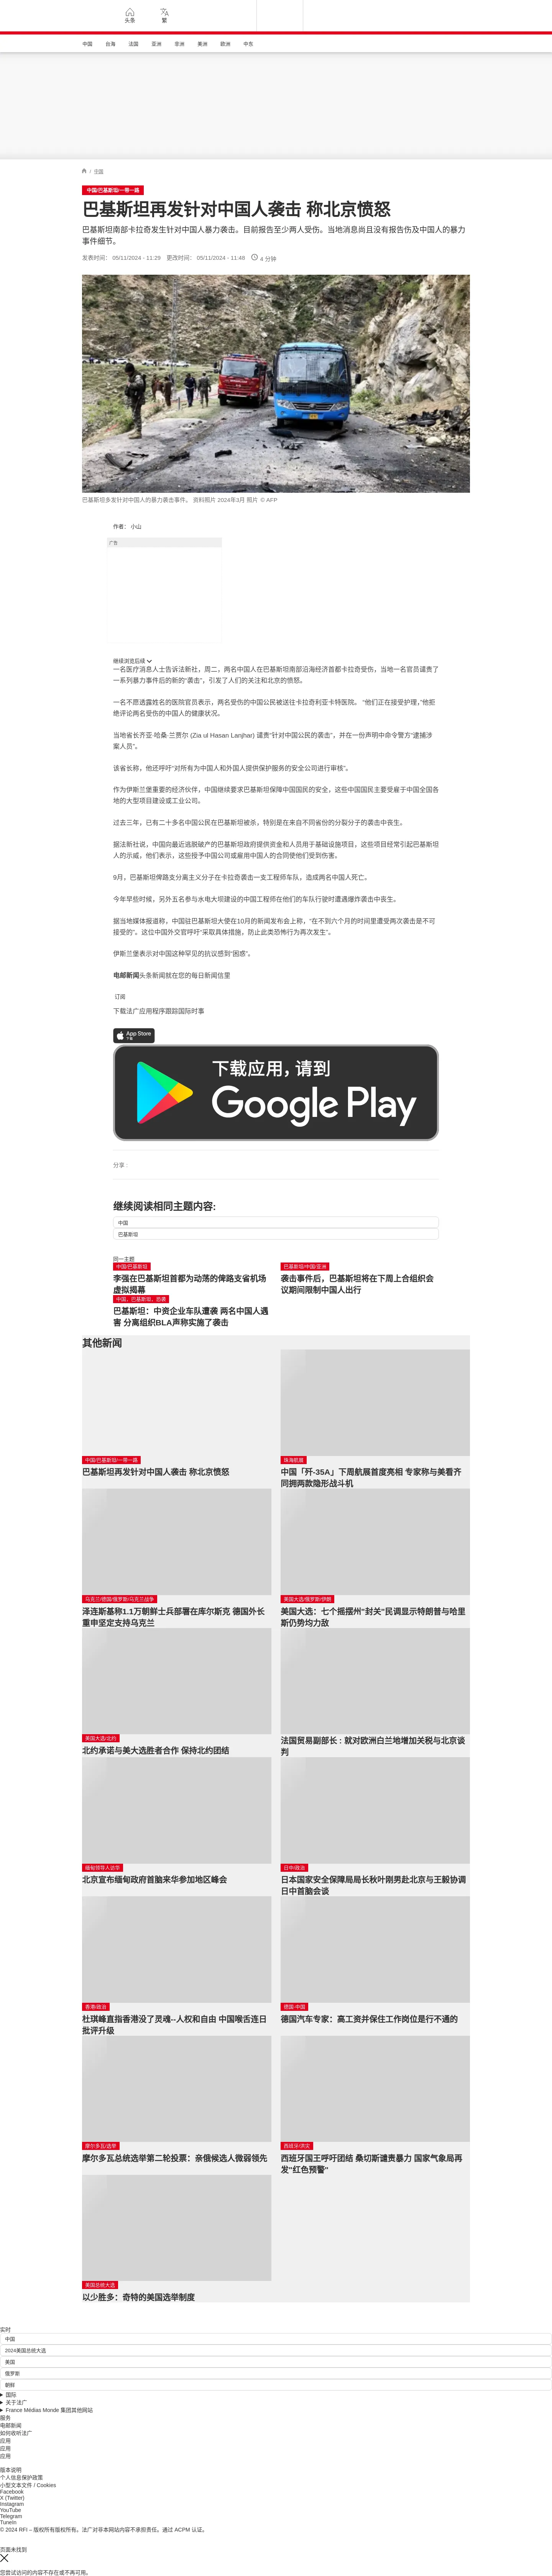 头条
繁
中国 台海 法国 亚洲 非洲 美洲 欧洲 中东
/ 中国
中国/巴基斯坦/一带一路
巴基斯坦再发针对中国人袭击 称北京愤怒
巴基斯坦南部卡拉奇发生针对中国人暴力袭击。目前报告至少两人受伤。当地消息尚且没有报告伤及中国人的暴力
事件细节。
发表时间： 05/11/2024 - 11:29 更改时间： 05/11/2024 - 11:48 4 分钟
巴基斯坦多发针对中国人的暴力袭击事件。 资料照片 2024年3月 照片 © AFP
作者： 小山
广告
继续浏览后续
一名医疗消息人士告诉法新社，周二，两名中国人在巴基斯坦南部沿海经济首都卡拉奇受伤，当地一名官员谴责了
一系列暴力事件后的新的“袭击”，引发了人们的关注和北京的愤怒。
一名不愿透露姓名的医院官员表示，两名受伤的中国公民被送往卡拉奇利亚卡特医院。 “他们正在接受护理，”他拒
绝评论两名受伤的中国人的健康状况。
当地省长齐亚·哈桑·兰贾尔 (Zia ul Hasan Lanjhar) 谴责“针对中国公民的袭击”，并在一份声明中命令警方“逮捕涉
案人员”。
该省长称，他还呼吁“对所有为中国人和外国人提供保护服务的安全公司进行审核”。
作为伊斯兰堡重要的经济伙伴，中国继续要求巴基斯坦保障中国国民的安全，这些中国国民主要受雇于中国全国各
地的大型项目建设或工业公司。
过去三年，已有二十多名中国公民在巴基斯坦被杀，特别是在来自不同省份的分裂分子的袭击中丧生。
据法新社说，中国向最近逃脱破产的巴基斯坦政府提供资金和人员用于基础设施项目，这些项目经常引起巴基斯坦
人的示威，他们表示，这些授予中国公司或雇用中国人的合同使他们受到伤害。
9月，巴基斯坦俾路支分离主义分子在卡拉奇袭击一支工程师车队，造成两名中国人死亡。
今年早些时候，另外五名参与水电大坝建设的中国工程师在他们的车队行驶时遭遇爆炸袭击中丧生。
据当地媒体报道称，中国驻巴基斯坦大使在10月的新闻发布会上称，“在不到六个月的时间里遭受两次袭击是不可
接受的”。这位中国外交官呼吁“采取具体措施，防止此类恐怖行为再次发生”。
伊斯兰堡表示对中国这种罕见的抗议感到“困惑”。
电邮新闻头条新闻就在您的每日新闻信里
订阅
下载法广应用程序跟踪国际时事
App Store
下载
下载应用，请到
Google Play
分享 :
继续阅读相同主题内容:
中国
巴基斯坦
同一主题
中国/巴基斯坦
李强在巴基斯坦首都为动荡的俾路支省机场
虚拟揭幕
巴基斯坦/中国/亚洲
袭击事件后，巴基斯坦将在下周上合组织会
议期间限制中国人出行
中国，巴基斯坦，恐袭
巴基斯坦：中资企业车队遭袭 两名中国人遇
害 分离组织BLA声称实施了袭击
其他新闻
中国/巴基斯坦/一带一路
巴基斯坦再发针对中国人袭击 称北京愤怒
珠海航展
中国「歼-35A」下周航展首度亮相 专家称与美看齐
同拥两款隐形战斗机
乌克兰/德国/俄罗斯/乌克兰战争
泽连斯基称1.1万朝鲜士兵部署在库尔斯克 德国外长
重申坚定支持乌克兰
美国大选/俄罗斯/伊朗
美国大选：七个摇摆州“封关”民调显示特朗普与哈里
斯仍势均力敌
美国大选/北约
北约承诺与美大选胜者合作 保持北约团结
法国贸易副部长 : 就对欧洲白兰地增加关税与北京谈
判
缅甸领导人访华
北京宣布缅甸政府首脑来华参加地区峰会
日中/政治
日本国家安全保障局局长秋叶刚男赴北京与王毅协调
日中首脑会谈
香港/政治
杜琪峰直指香港没了灵魂--人权和自由 中国喉舌连日
批评升级
德国·中国
德国汽车专家：高工资并保住工作岗位是行不通的
摩尔多瓦/选举
摩尔多瓦总统选举第二轮投票：亲俄候选人微弱领先
西班牙/洪灾
西班牙国王呼吁团结 桑切斯谴责暴力 国家气象局再
发"红色预警"
美国总统大选
以少胜多：奇特的美国选举制度
实时
中国
2024美国总统大选
美国
俄罗斯
朝鲜
国际
关于法广
France Médias Monde 集团其他网站
服务
电邮新闻
如何收听法广
应用
应用
应用
版本说明
个人信息保护政策
小型文本文件 / Cookies
Facebook
X (Twitter)
Instagram
YouTube
Telegram
TuneIn
© 2024 RFI – 版权所有版权所有。法广对非本网站内容不承担责任。通过 ACPM 认证。
页面未找到
您尝试访问的内容不存在或不再可用。